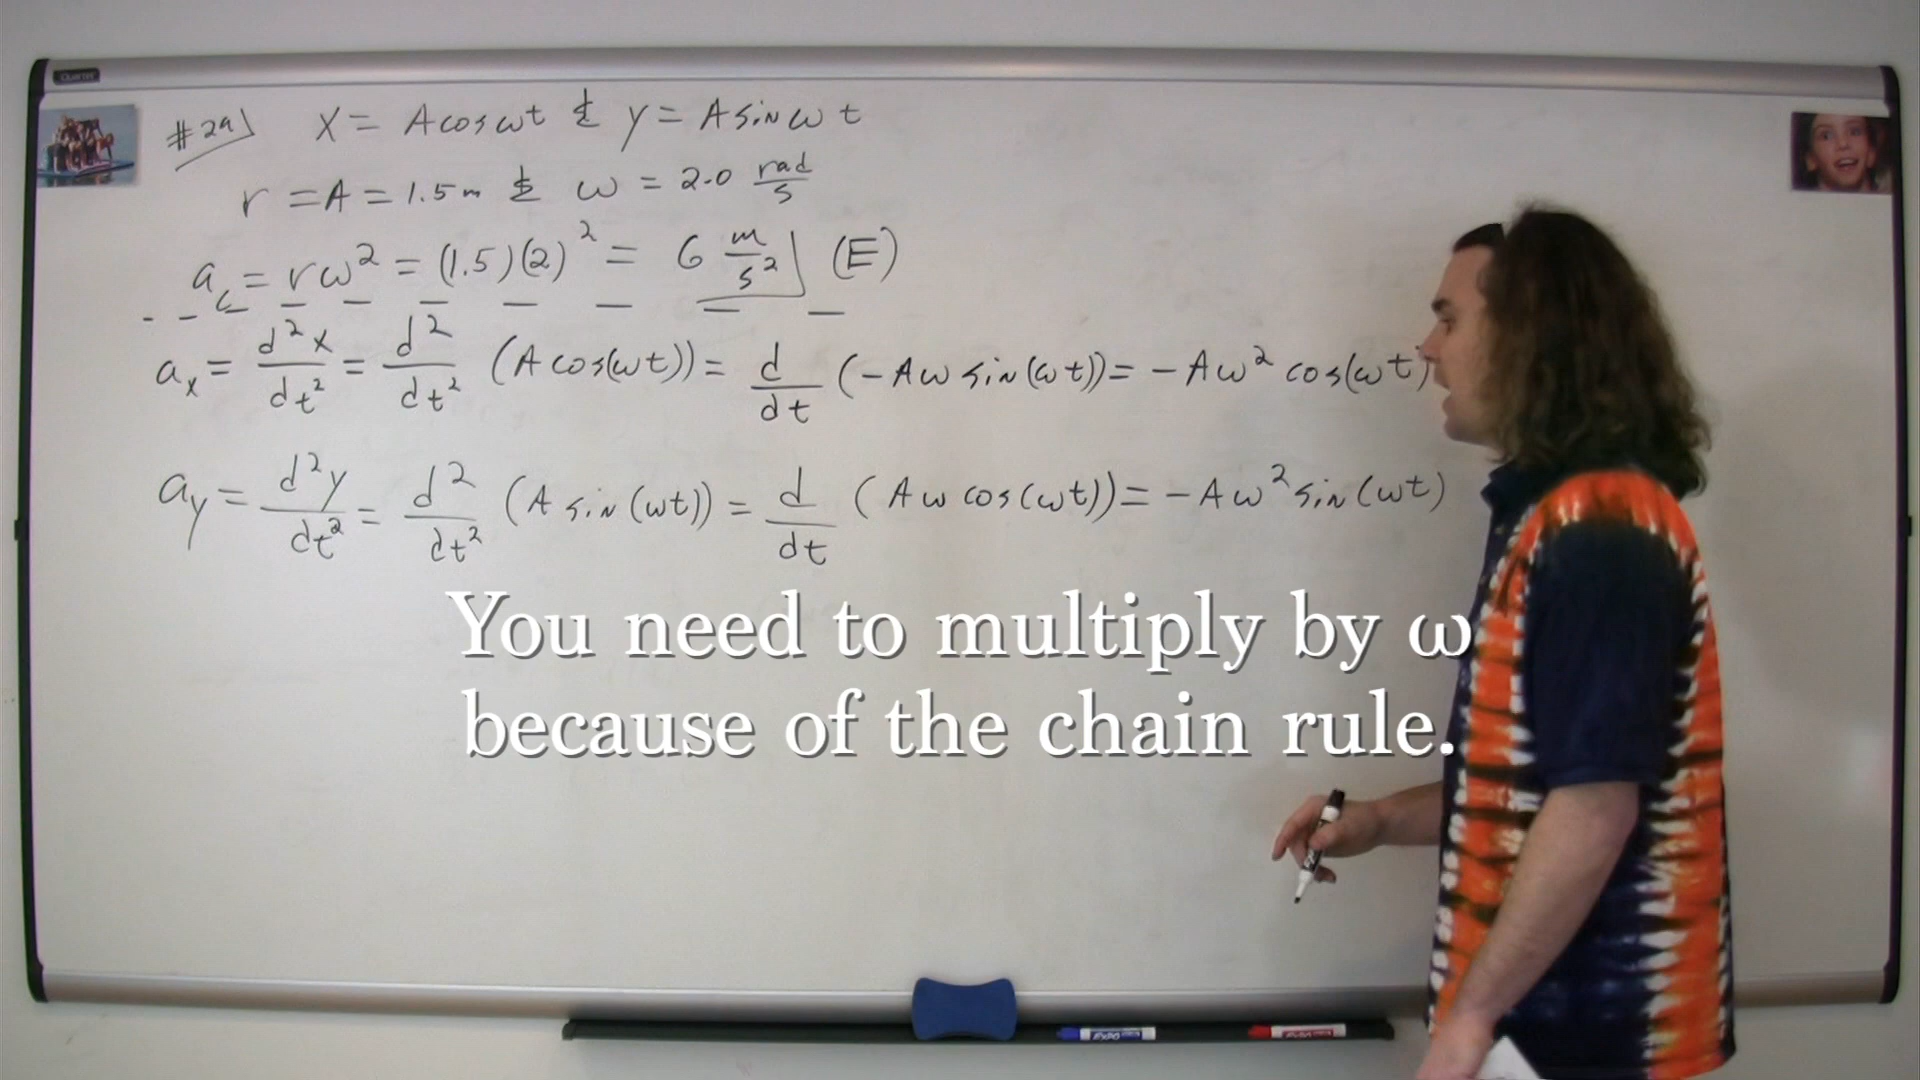 Quartet
#29) x = A cos ωt & y = A sin ω t
r = A = 1.5 m & ω = 2.0 rad/s
a_c = rω² = (1.5)(2)² = 6 m/s² (E)
a_x = d²x/dt² = d²/dt² (A cos(ωt)) = d/dt (-Aω sin(ωt)) = -Aω² cos(ωt)
a_y = d²y/dt² = d²/dt² (A sin(ωt)) = d/dt (Aω cos(ωt)) = -Aω² sin(ωt)
You need to multiply by ω
because of the chain rule.
EXPO